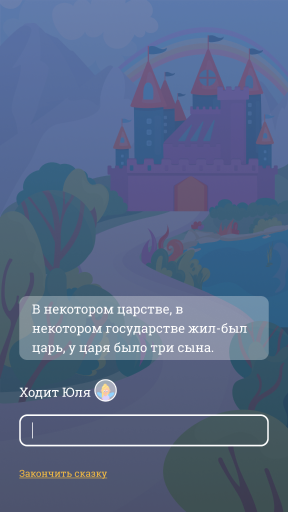 В некотором царстве, в
некотором государстве жил-был
царь, у царя было три сына.
Ходит Юля
Закончить сказку